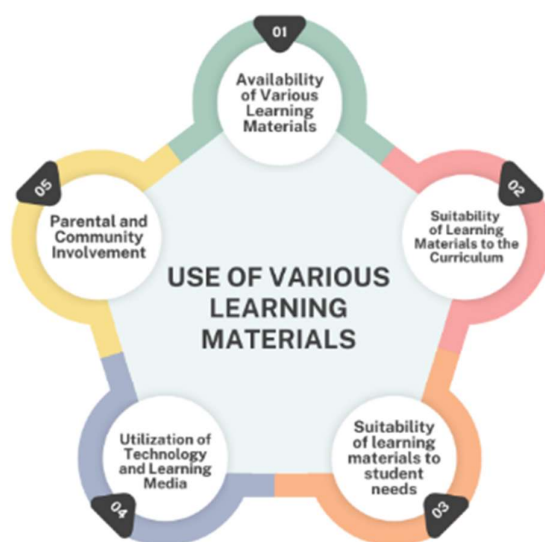 01
Availability
of Various
Learning
Materials
02
Suitability
of Learning
Materials to the
Curriculum
03
Suitability
of learning
materials to
student
needs
04
Utilization of
Technology
and Learning
Media
05
Parental and
Community
Involvement
USE OF VARIOUS
LEARNING
MATERIALS